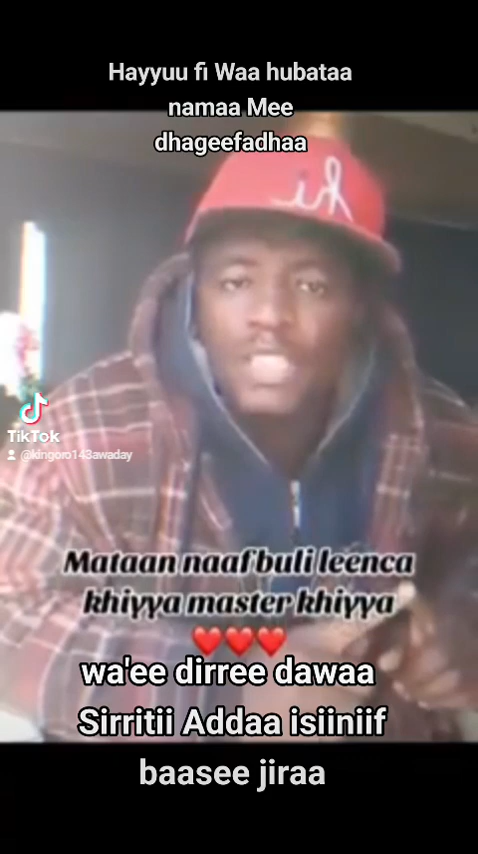 Hayyuu fi Waa hubataa
namaa Mee
dhageefadhaa
TikTok
@kingoro143awaday
Mataan naaf buli leenca
khiyya master khiyya
❤️❤️❤️
wa'ee dirree dawaa
Sirritii Addaa isiiniif
baasee jiraa